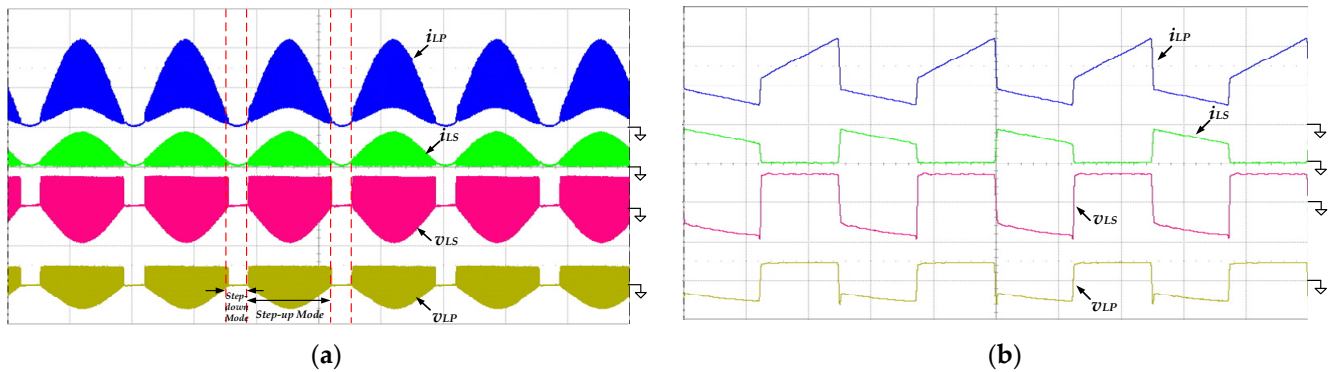 iLP
iLS
vLS
vLP
Step-
down
Mode
Step-up Mode
(a)
iLP
iLS
vLS
vLP
(b)